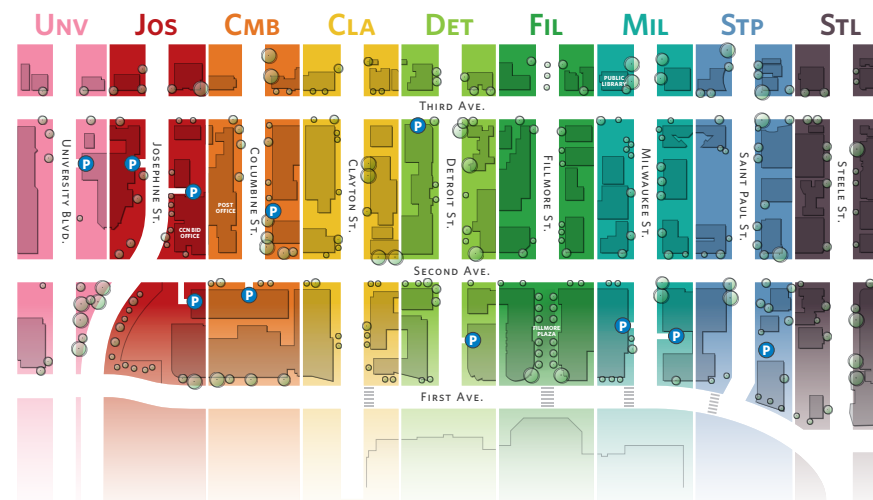 UNV JOS CMB CLA DET FIL MIL STP STL
PUBLIC
LIBRARY
THIRD AVE.
P
P
P
P
P
UNIVERSITY BLVD.
JOSEPHINE ST.
COLUMBINE ST.
CLAYTON ST.
DETROIT ST.
FILLMORE ST.
MILWAUKEE ST.
SAINT PAUL ST.
STEELE ST.
POST
OFFICE
CCN BID
OFFICE
SECOND AVE.
P
P
P
P
P
P
FILLMORE
PLAZA
FIRST AVE.